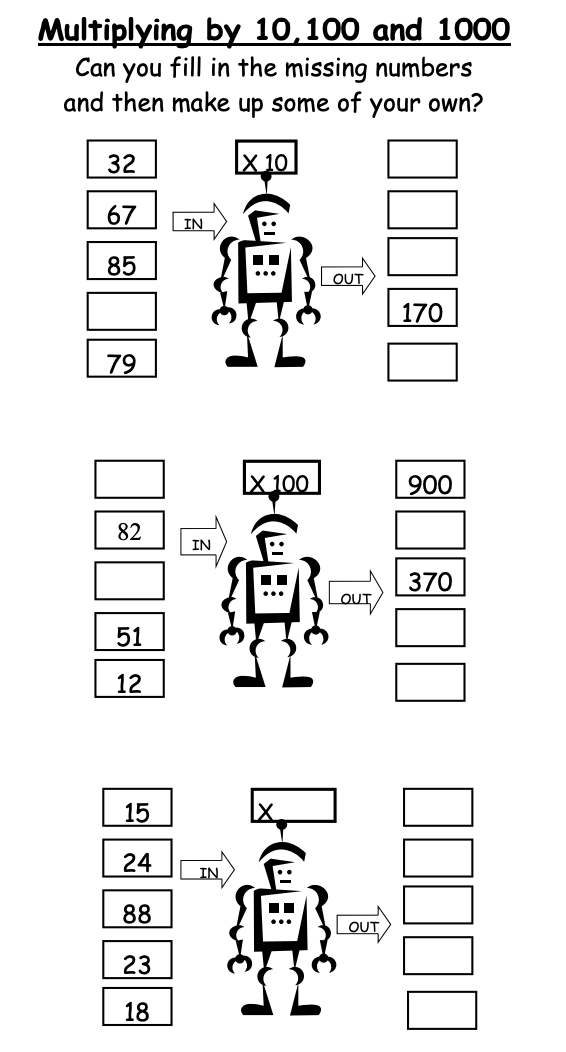 Multiplying by 10,100 and 1000
Can you fill in the missing numbers
and then make up some of your own?
32
X 10
67
IN
85
OUT
170
79
X 100
900
82
IN
370
OUT
51
12
15
X
24
IN
88
OUT
23
18